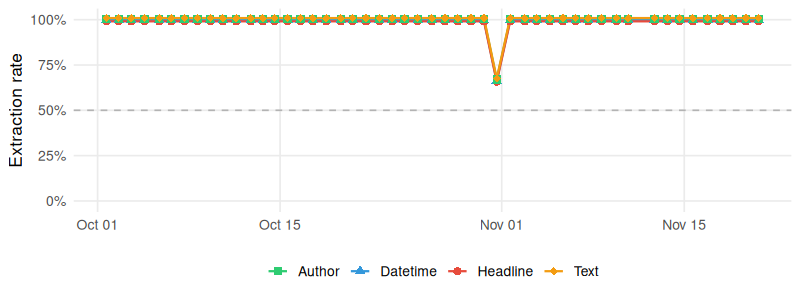 Extraction rate
100%
75%
50%
25%
0%
Oct 01 Oct 15 Nov 01 Nov 15
Author Datetime Headline Text